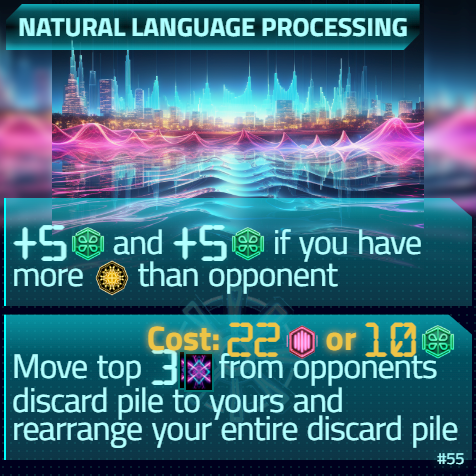 NATURAL LANGUAGE PROCESSING
+5 and +5 if you have
more than opponent
Cost: 22 or 10
Move top 3 from opponents
discard pile to yours and
rearrange your entire discard pile
#55